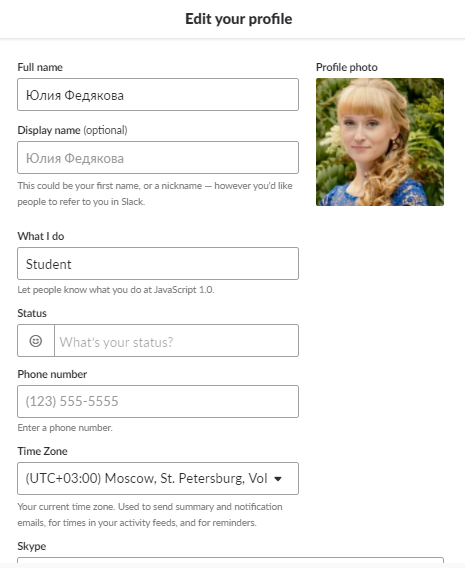 Edit your profile
Full name
Profile photo
Юлия Федякова
Display name (optional)
Юлия Федякова
This could be your first name, or a nickname — however you'd like
people to refer to you in Slack.
What I do
Student
Let people know what you do at JavaScript 1.0.
Status
What's your status?
Phone number
(123) 555-5555
Enter a phone number.
Time Zone
(UTC+03:00) Moscow, St. Petersburg, Vol
Your current time zone. Used to send summary and notification
emails, for times in your activity feeds, and for reminders.
Skype